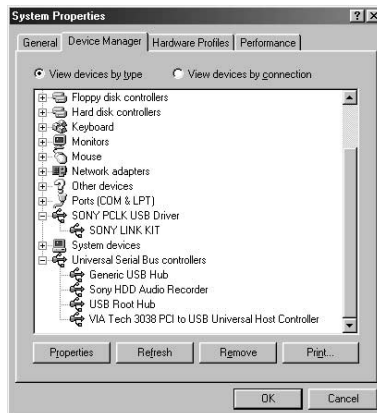 System Properties
General Device Manager Hardware Profiles Performance
View devices by type View devices by connection
Floppy disk controllers
Hard disk controllers
Keyboard
Monitors
Mouse
Network adapters
Other devices
Ports (COM & LPT)
SONY PCLK USB Driver
SONY LINK KIT
System devices
Universal Serial Bus controllers
Generic USB Hub
Sony HDD Audio Recorder
USB Root Hub
VIA Tech 3038 PCI to USB Universal Host Controller
Properties Refresh Remove Print...
OK Cancel